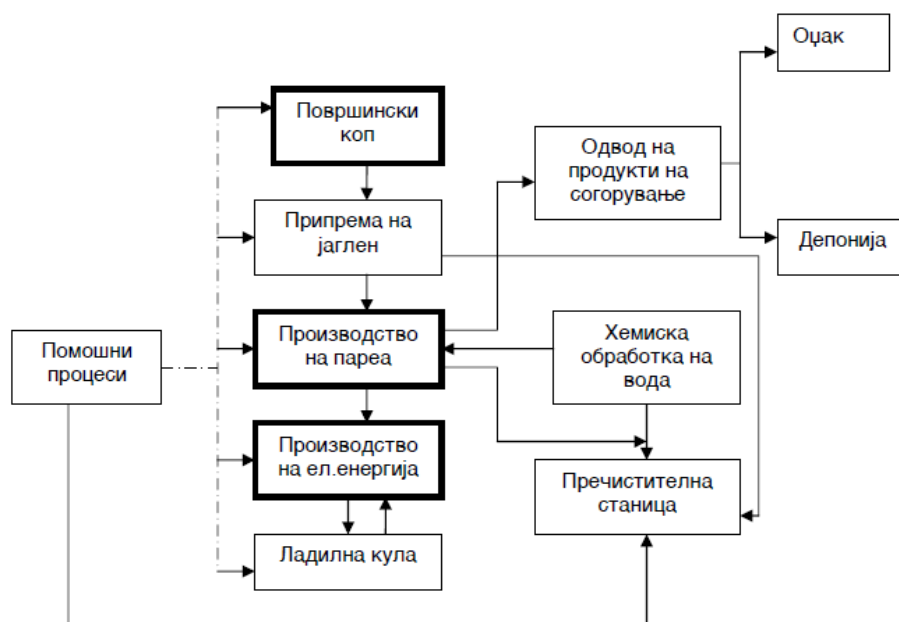 Оџак
Површински
коп
Одвод на
продукти на
согорување
Припрема на
јаглен
Депонија
Помошни
процеси
Производство
на пареа
Хемиска
обработка на
вода
Производство
на ел.енергија
Пречистителна
станица
Ладилна кула